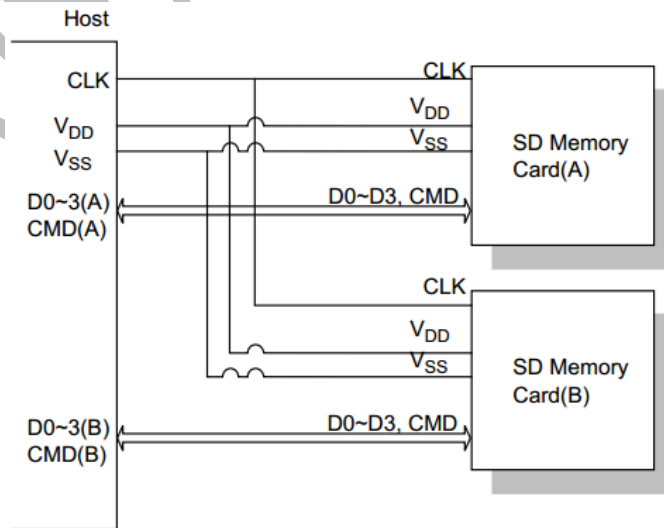 Host
CLK
VDD
VSS
D0~3(A)
CMD(A)
CLK
VDD
VSS
D0~D3, CMD
SD Memory
Card(A)
CLK
VDD
VSS
D0~D3, CMD
SD Memory
Card(B)
D0~3(B)
CMD(B)